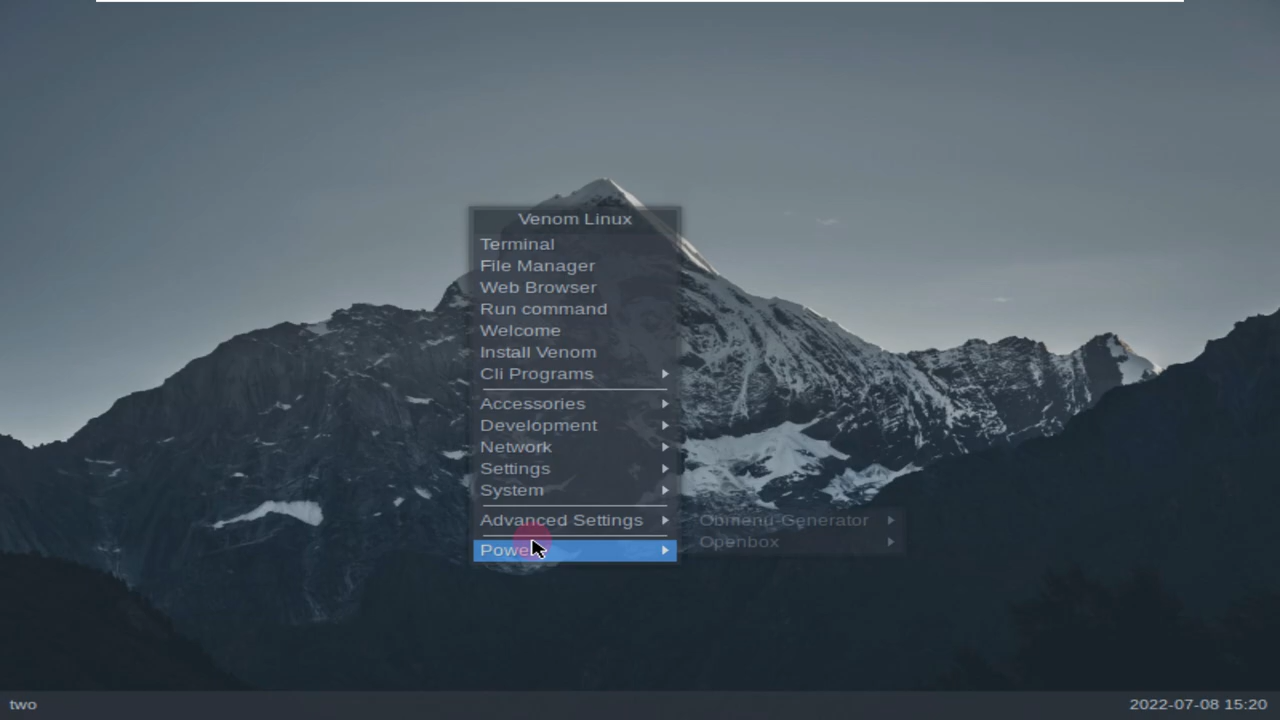 Venom Linux
Terminal
File Manager
Web Browser
Run command
Welcome
Install Venom
Cli Programs
Accessories
Development
Network
Settings
System
Advanced Settings
Obmenu-Generator
Openbox
Power
two
2022-07-08 15:20